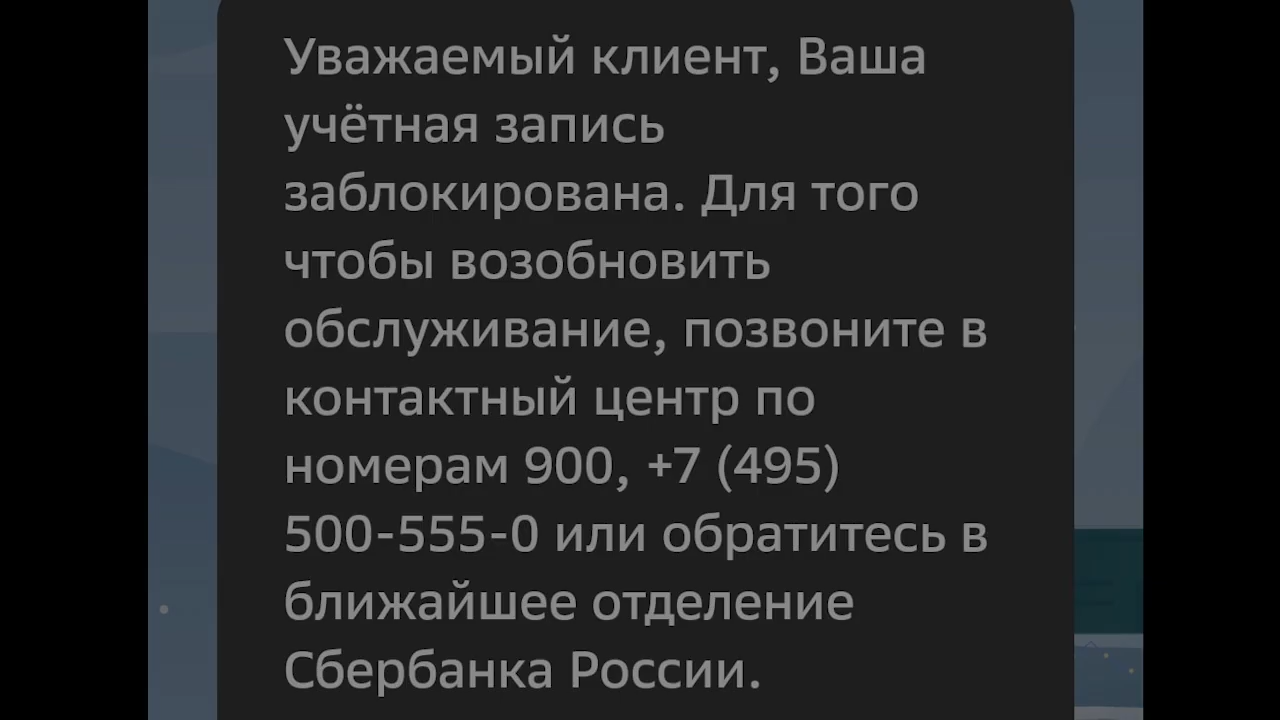 Уважаемый клиент, Ваша
учётная запись
заблокирована. Для того
чтобы возобновить
обслуживание, позвоните в
контактный центр по
номерам 900, +7 (495)
500-555-0 или обратитесь в
ближайшее отделение
Сбербанка России.